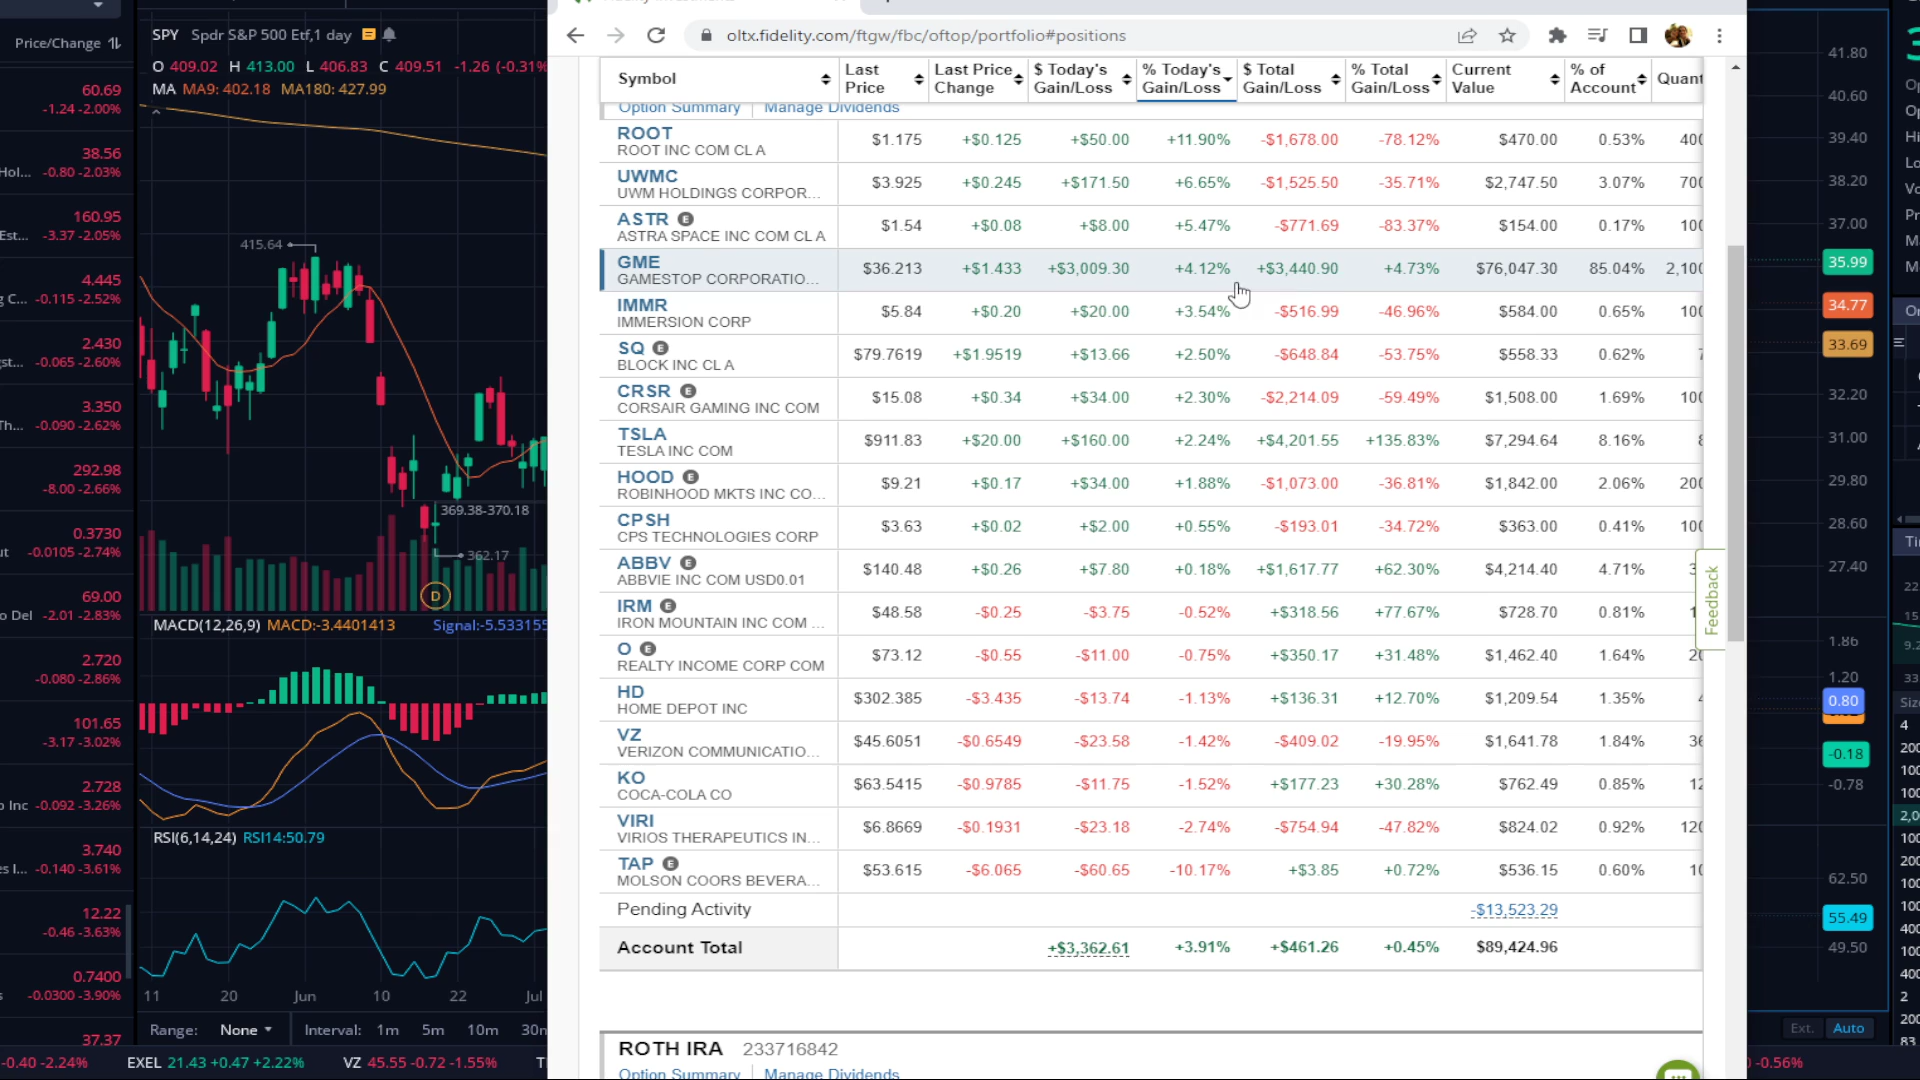 Price/Change
60.69
-1.24 -2.00%
38.56
Hol... -0.80 -2.03%
160.95
Est... -3.37 -2.05%
4.445
g C... -0.115 -2.52%
2.430
gst... -0.065 -2.60%
3.350
Th... -0.090 -2.62%
292.98
-8.00 -2.66%
0.3730
ut -0.0105 -2.74%
69.00
o Del -2.01 -2.83%
2.720
-0.080 -2.86%
101.65
-3.17 -3.02%
2.728
o Inc -0.092 -3.26%
3.740
es I... -0.140 -3.61%
12.22
-0.46 -3.63%
0.7400
-0.0300 -3.90%
37.37
SPY Spdr S&P 500 Etf,1 day
O 409.02 H 413.00 L 406.83 C 409.51 -1.26 (-0.31%
MA MA9: 402.18 MA180: 427.99
415.64
369.38-370.18
362.17
D
MACD(12,26,9) MACD:-3.4401413 Signal:-5.533155
RSI(6,14,24) RSI14:50.79
11 20 Jun 10 22 Jul
Range: None Interval: 1m 5m 10m 30m
-0.40 -2.24% EXEL 21.43 +0.47 +2.22% VZ 45.55 -0.72 -1.55%
oltx.fidelity.com/ftgw/fbc/oftop/portfolio#positions
Symbol Last Price Last Price Change $ Today's Gain/Loss % Today's Gain/Loss $ Total Gain/Loss % Total Gain/Loss Current Value % of Account Quant
Option Summary Manage Dividends
ROOT $1.175 +$0.125 +$50.00 +11.90% -$1,678.00 -78.12% $470.00 0.53% 400
ROOT INC COM CL A
UWMC $3.925 +$0.245 +$171.50 +6.65% -$1,525.50 -35.71% $2,747.50 3.07% 700
UWM HOLDINGS CORPOR...
ASTR E $1.54 +$0.08 +$8.00 +5.47% -$771.69 -83.37% $154.00 0.17% 100
ASTRA SPACE INC COM CL A
GME $36.213 +$1.433 +$3,009.30 +4.12% +$3,440.90 +4.73% $76,047.30 85.04% 2,100
GAMESTOP CORPORATIO...
IMMR $5.84 +$0.20 +$20.00 +3.54% -$516.99 -46.96% $584.00 0.65% 100
IMMERSION CORP
SQ E $79.7619 +$1.9519 +$13.66 +2.50% -$648.84 -53.75% $558.33 0.62% 7
BLOCK INC CL A
CRSR E $15.08 +$0.34 +$34.00 +2.30% -$2,214.09 -59.49% $1,508.00 1.69% 100
CORSAIR GAMING INC COM
TSLA $911.83 +$20.00 +$160.00 +2.24% +$4,201.55 +135.83% $7,294.64 8.16% 8
TESLA INC COM
HOOD E $9.21 +$0.17 +$34.00 +1.88% -$1,073.00 -36.81% $1,842.00 2.06% 200
ROBINHOOD MKTS INC CO...
CPSH $3.63 +$0.02 +$2.00 +0.55% -$193.01 -34.72% $363.00 0.41% 100
CPS TECHNOLOGIES CORP
ABBV E $140.48 +$0.26 +$7.80 +0.18% +$1,617.77 +62.30% $4,214.40 4.71% 3
ABBVIE INC COM USD0.01
IRM E $48.58 -$0.25 -$3.75 -0.52% +$318.56 +77.67% $728.70 0.81% 1
IRON MOUNTAIN INC COM ...
O E $73.12 -$0.55 -$11.00 -0.75% +$350.17 +31.48% $1,462.40 1.64% 20
REALTY INCOME CORP COM
HD $302.385 -$3.435 -$13.74 -1.13% +$136.31 +12.70% $1,209.54 1.35% 4
HOME DEPOT INC
VZ $45.6051 -$0.6549 -$23.58 -1.42% -$409.02 -19.95% $1,641.78 1.84% 36
VERIZON COMMUNICATIO...
KO $63.5415 -$0.9785 -$11.75 -1.52% +$177.23 +30.28% $762.49 0.85% 12
COCA-COLA CO
VIRI $6.8669 -$0.1931 -$23.18 -2.74% -$754.94 -47.82% $824.02 0.92% 120
VIRIOS THERAPEUTICS IN...
TAP E $53.615 -$6.065 -$60.65 -10.17% +$3.85 +0.72% $536.15 0.60% 10
MOLSON COORS BEVERA...
Pending Activity -$13,523.29
Account Total +$3,362.61 +3.91% +$461.26 +0.45% $89,424.96
ROTH IRA 233716842
Option Summary Manage Dividends
Feedback
41.80
40.60
39.40
38.20
37.00
35.99
34.77
33.69
32.20
31.00
29.80
28.60
27.40
1.86
1.20
0.80
-0.18
-0.78
62.50
55.49
49.50
Ext. Auto
-0.56%